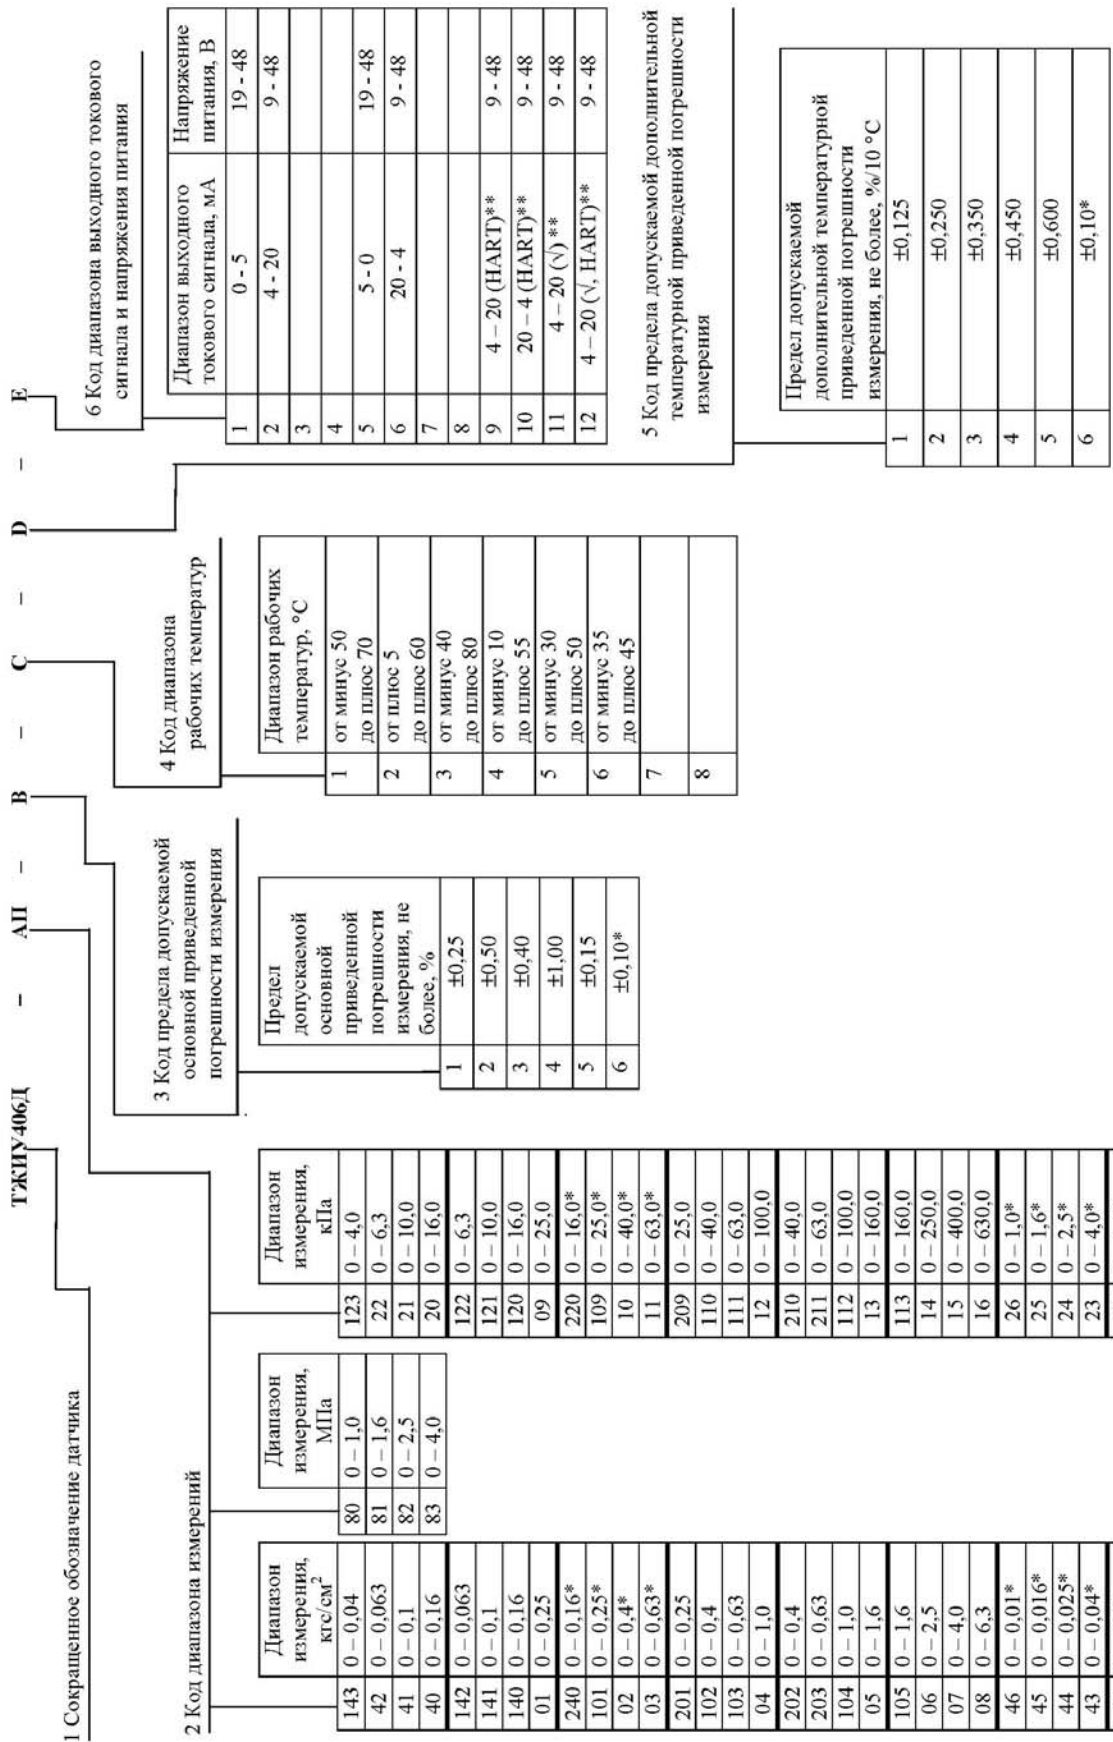 ТЖИУ406Д – АП – В – С – D – Е
1 Сокращенное обозначение датчика
2 Код диапазона измерений
Диапазон измерения, кгс/см²
143 0 – 0,04
42 0 – 0,063
41 0 – 0,1
40 0 – 0,16
142 0 – 0,063
141 0 – 0,1
140 0 – 0,16
01 0 – 0,25
240 0 – 0,16*
101 0 – 0,25*
02 0 – 0,4*
03 0 – 0,63*
201 0 – 0,25
102 0 – 0,4
103 0 – 0,63
04 0 – 1,0
202 0 – 0,4
203 0 – 0,63
104 0 – 1,0
05 0 – 1,6
105 0 – 1,6
06 0 – 2,5
07 0 – 4,0
08 0 – 6,3
46 0 – 0,01*
45 0 – 0,016*
44 0 – 0,025*
43 0 – 0,04*
Диапазон измерения, МПа
80 0 – 1,0
81 0 – 1,6
82 0 – 2,5
83 0 – 4,0
Диапазон измерения, кПа
123 0 – 4,0
22 0 – 6,3
21 0 – 10,0
20 0 – 16,0
122 0 – 6,3
121 0 – 10,0
120 0 – 16,0
09 0 – 25,0
220 0 – 16,0*
109 0 – 25,0*
10 0 – 40,0*
11 0 – 63,0*
209 0 – 25,0
110 0 – 40,0
111 0 – 63,0
12 0 – 100,0
210 0 – 40,0
211 0 – 63,0
112 0 – 100,0
13 0 – 160,0
113 0 – 160,0
14 0 – 250,0
15 0 – 400,0
16 0 – 630,0
26 0 – 1,0*
25 0 – 1,6*
24 0 – 2,5*
23 0 – 4,0*
3 Код предела допускаемой
основной приведенной
погрешности измерения
Предел
допускаемой
основной
приведенной
погрешности
измерения, не
более, %
1 ±0,25
2 ±0,50
3 ±0,40
4 ±1,00
5 ±0,15
6 ±0,10*
4 Код диапазона
рабочих температур
Диапазон рабочих
температур, °С
1 от минус 50
до плюс 70
2 от плюс 5
до плюс 60
3 от минус 40
до плюс 80
4 от минус 10
до плюс 55
5 от минус 30
до плюс 50
6 от минус 35
до плюс 45
7
8
5 Код предела допускаемой дополнительной
температурной приведенной погрешности
измерения
Предел допускаемой
дополнительной температурной
приведенной погрешности
измерения, не более, %/10 °С
1 ±0,125
2 ±0,250
3 ±0,350
4 ±0,450
5 ±0,600
6 ±0,10*
6 Код диапазона выходного токового
сигнала и напряжения питания
Диапазон выходного токового сигнала, мА Напряжение питания, В
1 0 - 5 19 - 48
2 4 - 20 9 - 48
3
4
5 5 - 0 19 - 48
6 20 - 4 9 - 48
7
8
9 4 – 20 (HART)** 9 - 48
10 20 – 4 (HART)** 9 - 48
11 4 – 20 (√) ** 9 - 48
12 4 – 20 (√, HART)** 9 - 48